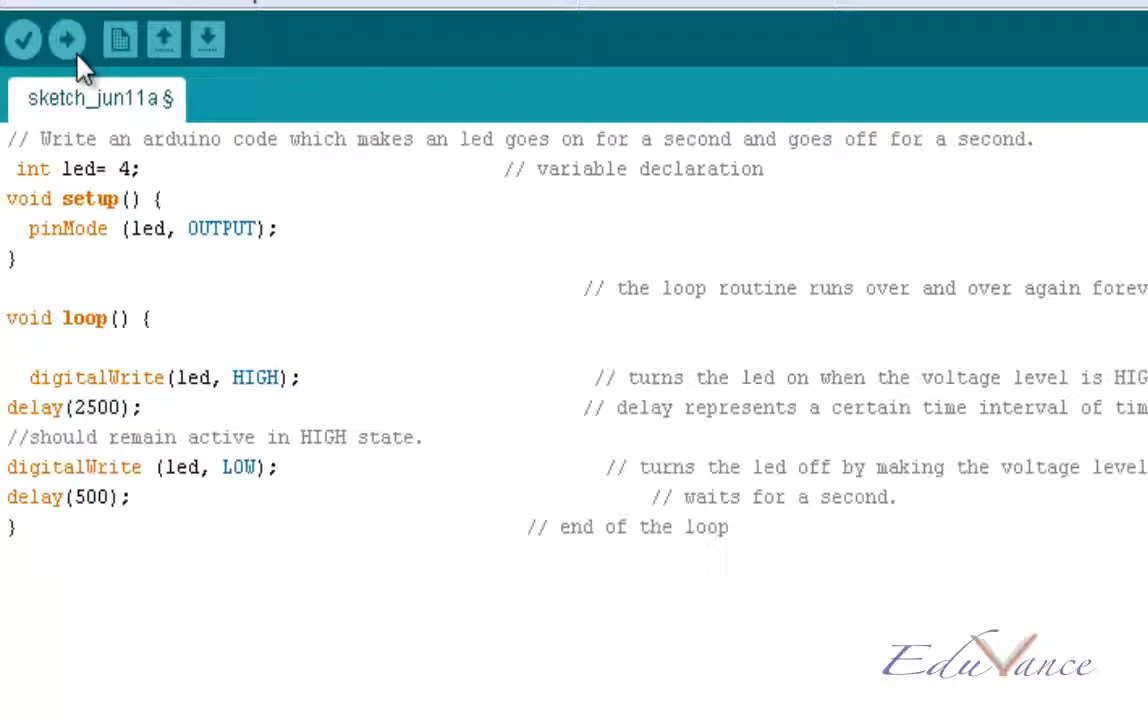 sketch_jun11a §
// Write an arduino code which makes an led goes on for a second and goes off for a second.
int led= 4; // variable declaration
void setup() {
pinMode (led, OUTPUT);
}
// the loop routine runs over and over again forev
void loop() {
digitalWrite(led, HIGH); // turns the led on when the voltage level is HIG
delay(2500); // delay represents a certain time interval of tim
//should remain active in HIGH state.
digitalWrite (led, LOW); // turns the led off by making the voltage level
delay(500); // waits for a second.
} // end of the loop
EduVance